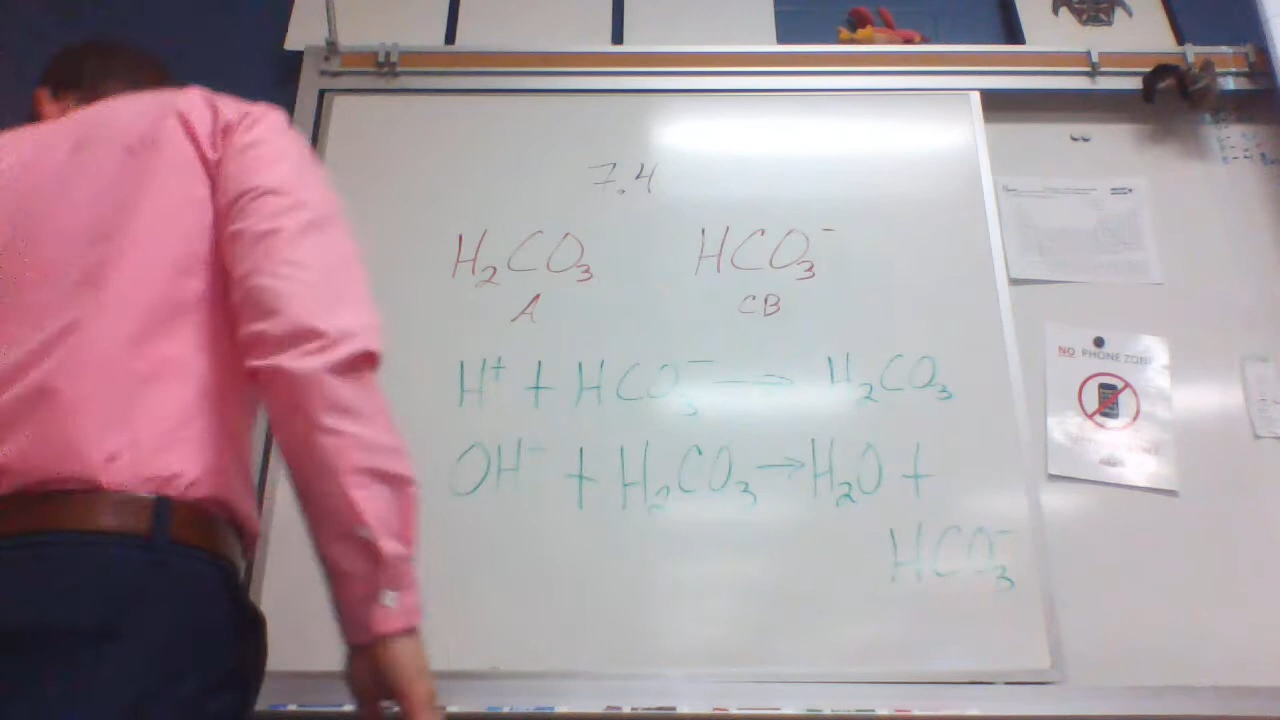 7.4
H₂CO₃ HCO₃⁻
A CB
H⁺ + HCO₃⁻ → H₂CO₃
OH⁻ + H₂CO₃ → H₂O +
HCO₃⁻
NO PHONE ZONE